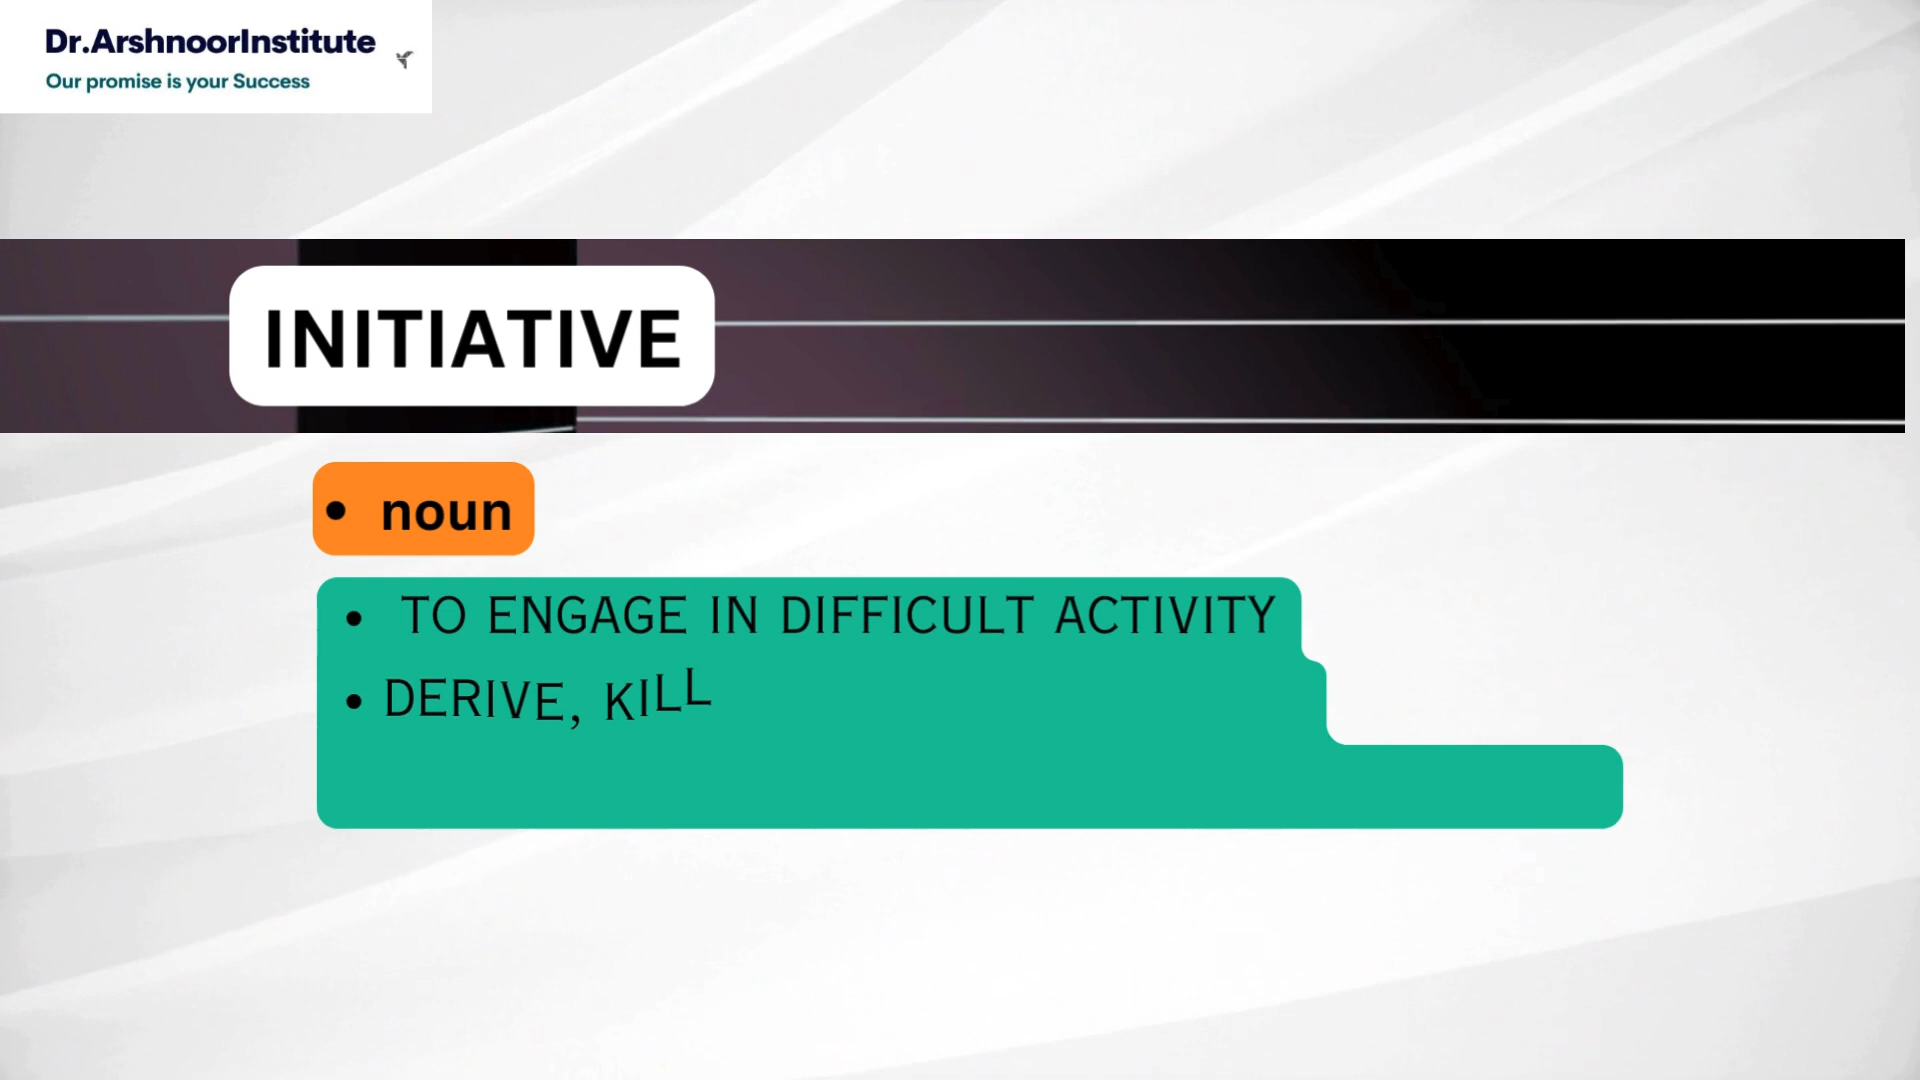 Dr.ArshnoorInstitute
Our promise is your Success
INITIATIVE
• noun
• TO ENGAGE IN DIFFICULT ACTIVITY
• DERIVE, KILL